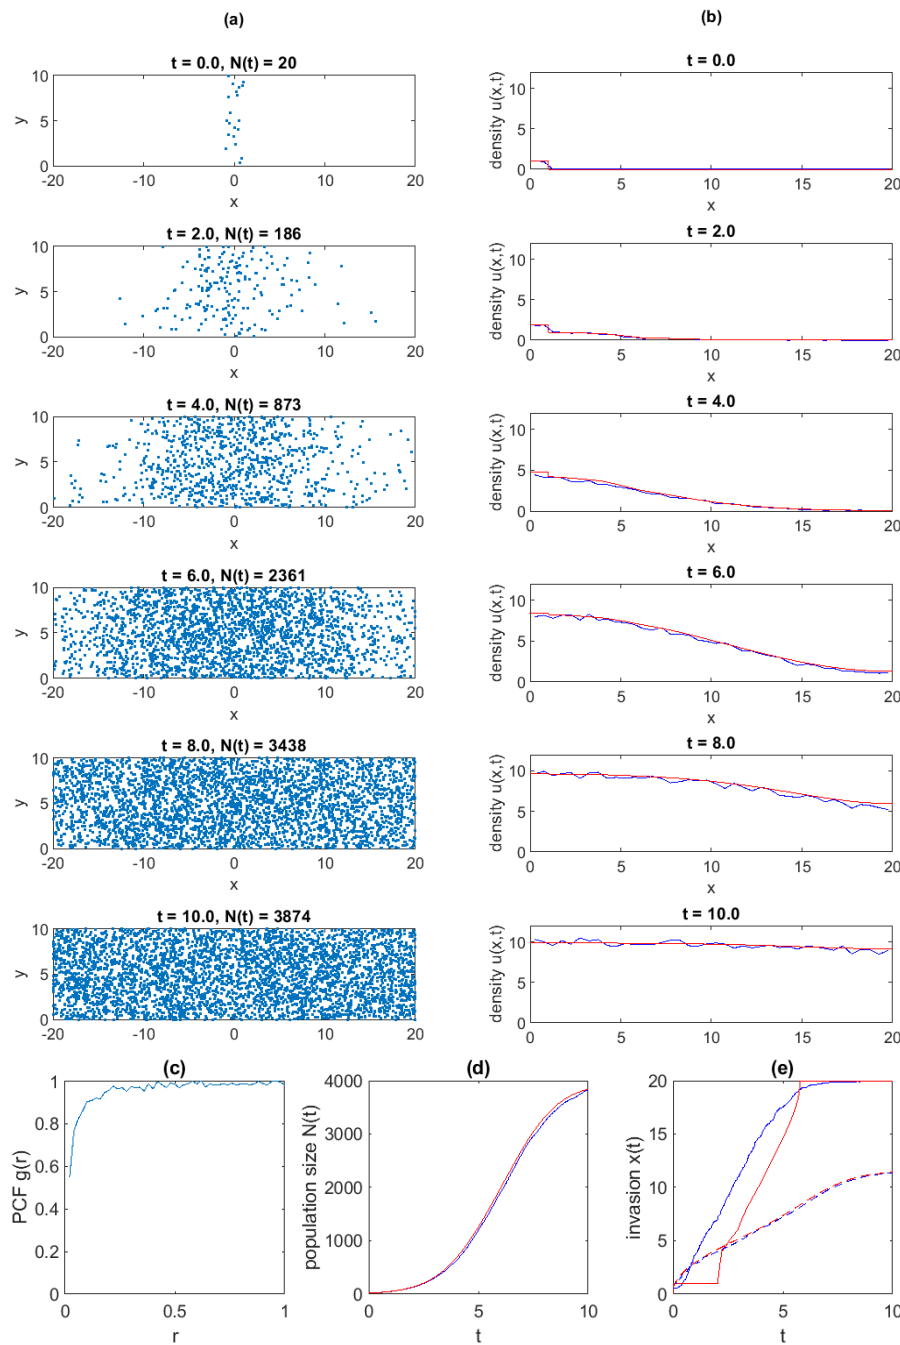 (a)
(b)
t = 0.0, N(t) = 20
10
5
0
y
-20 -10 0 10 20
x
t = 0.0
10
5
0
density u(x,t)
5 10 15 20
x
t = 2.0, N(t) = 186
10
5
0
y
-20 -10 0 10 20
x
t = 2.0
10
5
0
density u(x,t)
5 10 15 20
x
t = 4.0, N(t) = 873
10
5
0
y
-20 -10 0 10 20
x
t = 4.0
10
5
0
density u(x,t)
5 10 15 20
x
t = 6.0, N(t) = 2361
10
5
0
y
-20 -10 0 10 20
x
t = 6.0
10
5
0
density u(x,t)
5 10 15 20
x
t = 8.0, N(t) = 3438
10
5
0
y
-20 -10 0 10 20
x
t = 8.0
10
5
0
density u(x,t)
5 10 15 20
x
t = 10.0, N(t) = 3874
10
5
0
y
-20 -10 0 10 20
x
t = 10.0
10
5
0
density u(x,t)
5 10 15 20
x
(c)
1
0.8
0.6
0.4
0.2
0
PCF g(r)
0 0.5 1
r
(d)
4000
3000
2000
1000
0
population size N(t)
0 5 10
t
(e)
20
15
10
5
0
invasion x(t)
0 5 10
t